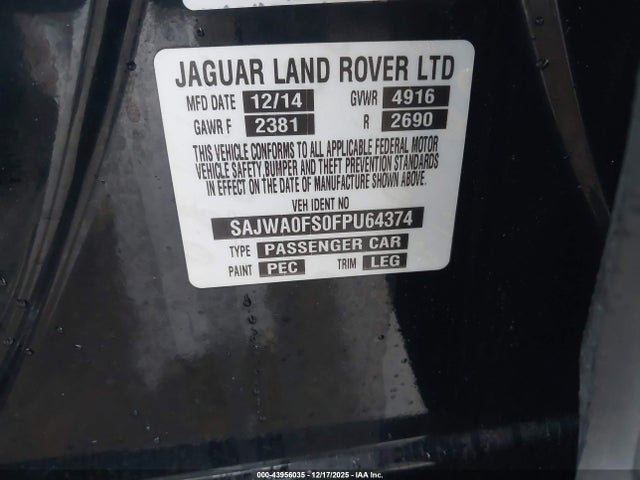 JAGUAR LAND ROVER LTD
MFD DATE 12/14 GVWR 4916
GAWR F 2381 R 2690
THIS VEHICLE CONFORMS TO ALL APPLICABLE FEDERAL MOTOR
VEHICLE SAFETY,BUMPER AND THEFT PREVENTION STANDARDS
IN EFFECT ON THE DATE OF MANUFACTURE SHOWN ABOVE.
VEH IDENT NO
SAJWA0FS0FPU64374
TYPE PASSENGER CAR
PAINT PEC TRIM LEG
000-43956035 - 12/17/2025 - IAA Inc.